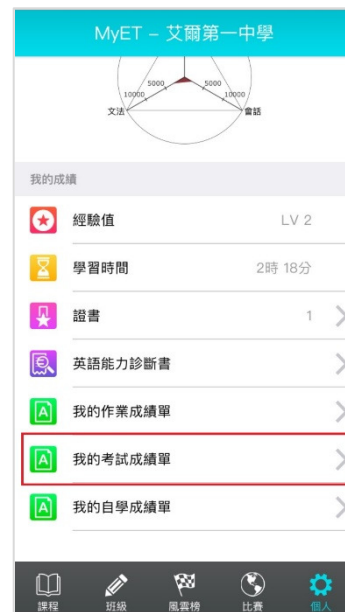 MyET – 艾爾第一中學
5000 5000
10000 10000
文法 會話
我的成績
經驗值 LV 2
學習時間 2時 18分
證書 1
英語能力診斷書
A 我的作業成績單
A 我的考試成績單
A 我的自學成績單
課程 班級 風雲榜 比賽 個人